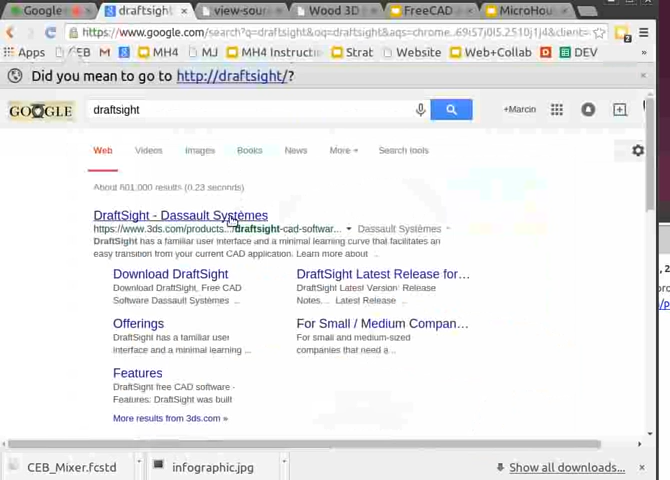 Google draftsight view-sour Wood 3D FreeCAD MicroHous
https://www.google.com/search?q=draftsight&oq=draftsight&aqs=chrome..69i57j0l5.2510j1j4&client= 2
Apps CEB MH4 MJ MH4 Instructi Strat Website Web+Collab DEV
Did you mean to go to http://draftsight/? ×
GOOGLE draftsight +Marcin
Web Videos Images Books News More Search tools
About 601,000 results (0.23 seconds)
DraftSight - Dassault Systèmes
https://www.3ds.com/products.../draftsight-cad-softwar... Dassault Systèmes
DraftSight has a familiar user interface and a minimal learning curve that facilitates an
easy transition from your current CAD application. Learn more about ...
Download DraftSight
Download DraftSight, Free CAD
Software Dassault Systèmes ...
DraftSight Latest Release for...
DraftSight Latest Version: Release
Notes... Latest Release ...
Offerings
DraftSight has a familiar user
interface and a minimal learning ...
For Small / Medium Compan...
For small and medium-sized
companies that need a ...
Features
DraftSight free CAD software -
Features: DraftSight was built
More results from 3ds.com »
CEB_Mixer.fcstd infographic.jpg Show all downloads... ×